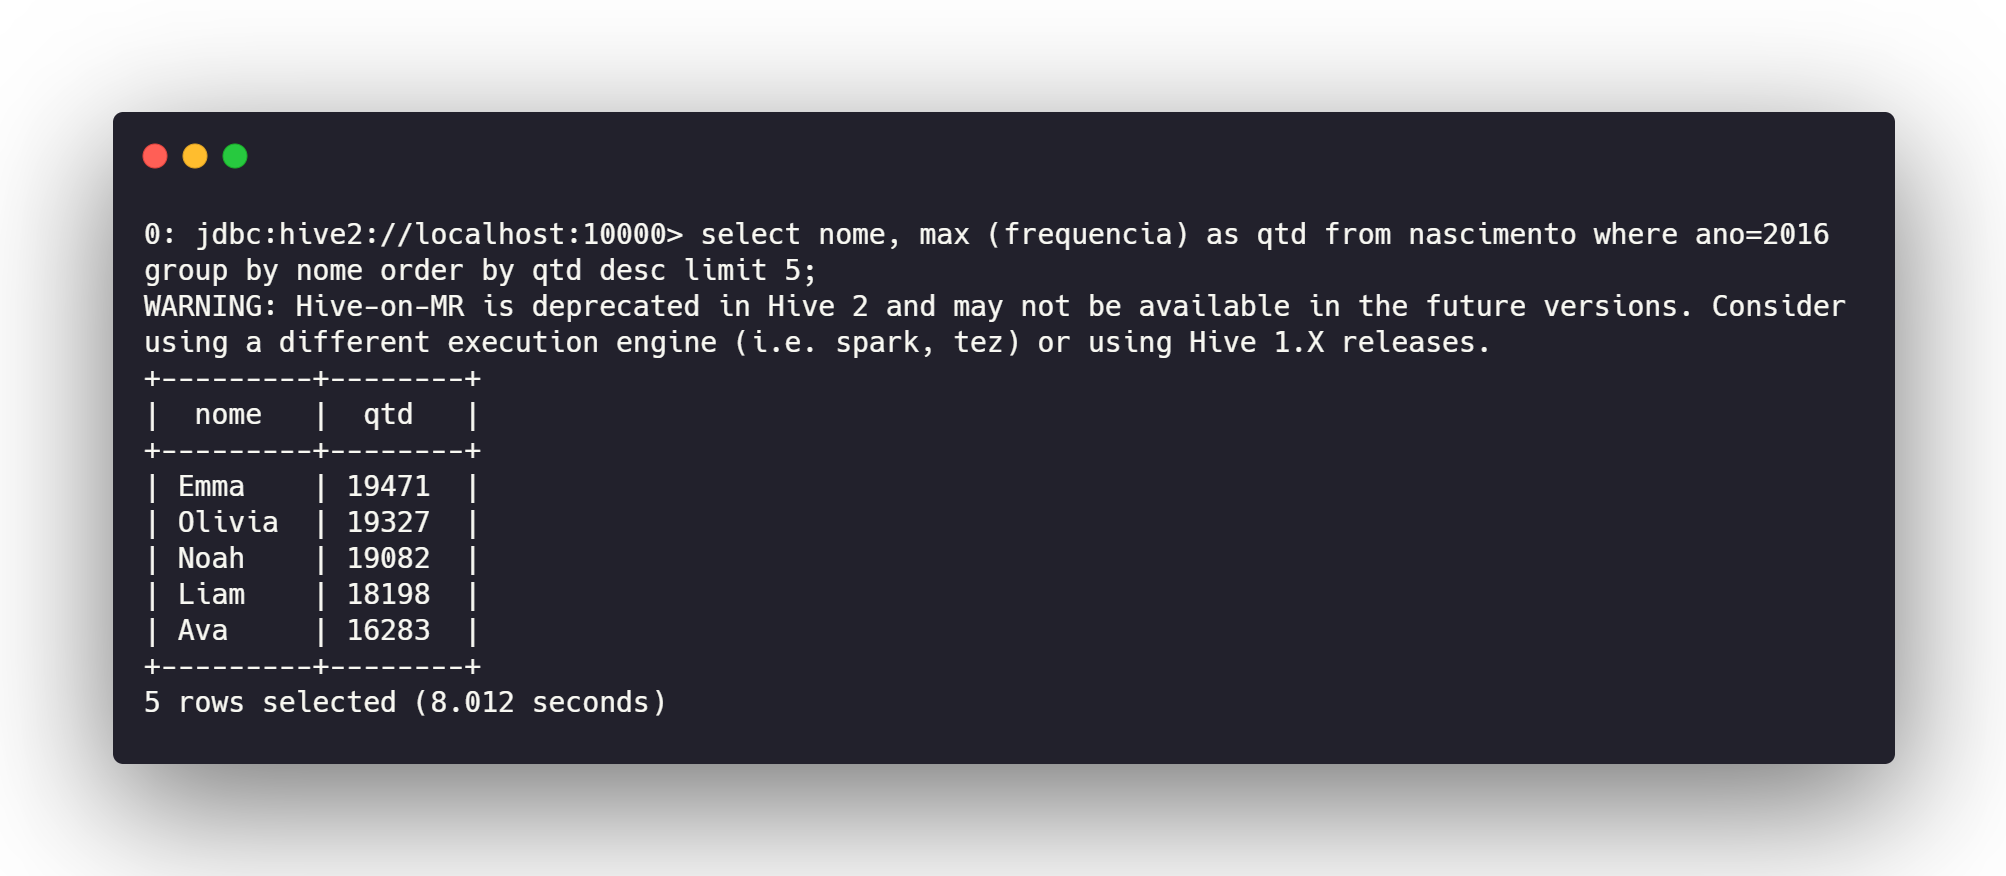 0: jdbc:hive2://localhost:10000> select nome, max (frequencia) as qtd from nascimento where ano=2016
group by nome order by qtd desc limit 5;
WARNING: Hive-on-MR is deprecated in Hive 2 and may not be available in the future versions. Consider
using a different execution engine (i.e. spark, tez) or using Hive 1.X releases.
+---------+--------+
|  nome   |  qtd   |
+---------+--------+
| Emma    | 19471  |
| Olivia  | 19327  |
| Noah    | 19082  |
| Liam    | 18198  |
| Ava     | 16283  |
+---------+--------+
5 rows selected (8.012 seconds)